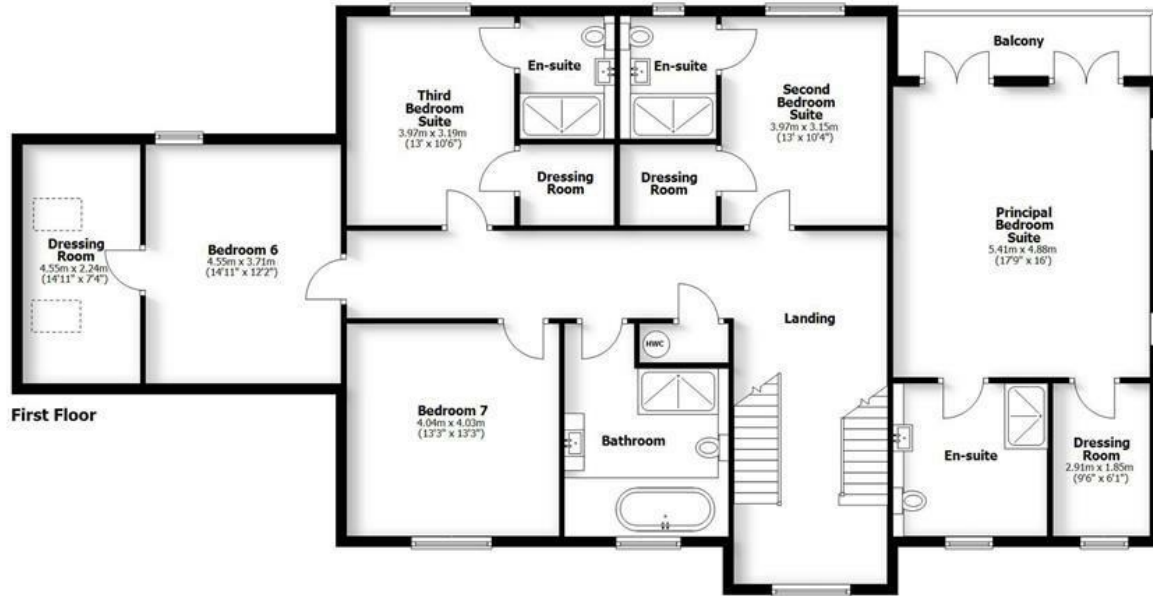 Balcony
En-suite
En-suite
Third
Bedroom
Suite
3.97m x 3.19m
(13' x 10'6")
Second
Bedroom
Suite
3.97m x 3.15m
(13' x 10'4")
Dressing
Room
Dressing
Room
Principal
Bedroom
Suite
5.41m x 4.88m
(17'9" x 16')
Dressing
Room
4.55m x 2.24m
(14'11" x 7'4")
Bedroom 6
4.55m x 3.71m
(14'11" x 12'2")
Landing
HWC
First Floor
Bedroom 7
4.04m x 4.03m
(13'3" x 13'3")
Bathroom
En-suite
Dressing
Room
2.91m x 1.85m
(9'6" x 6'1")